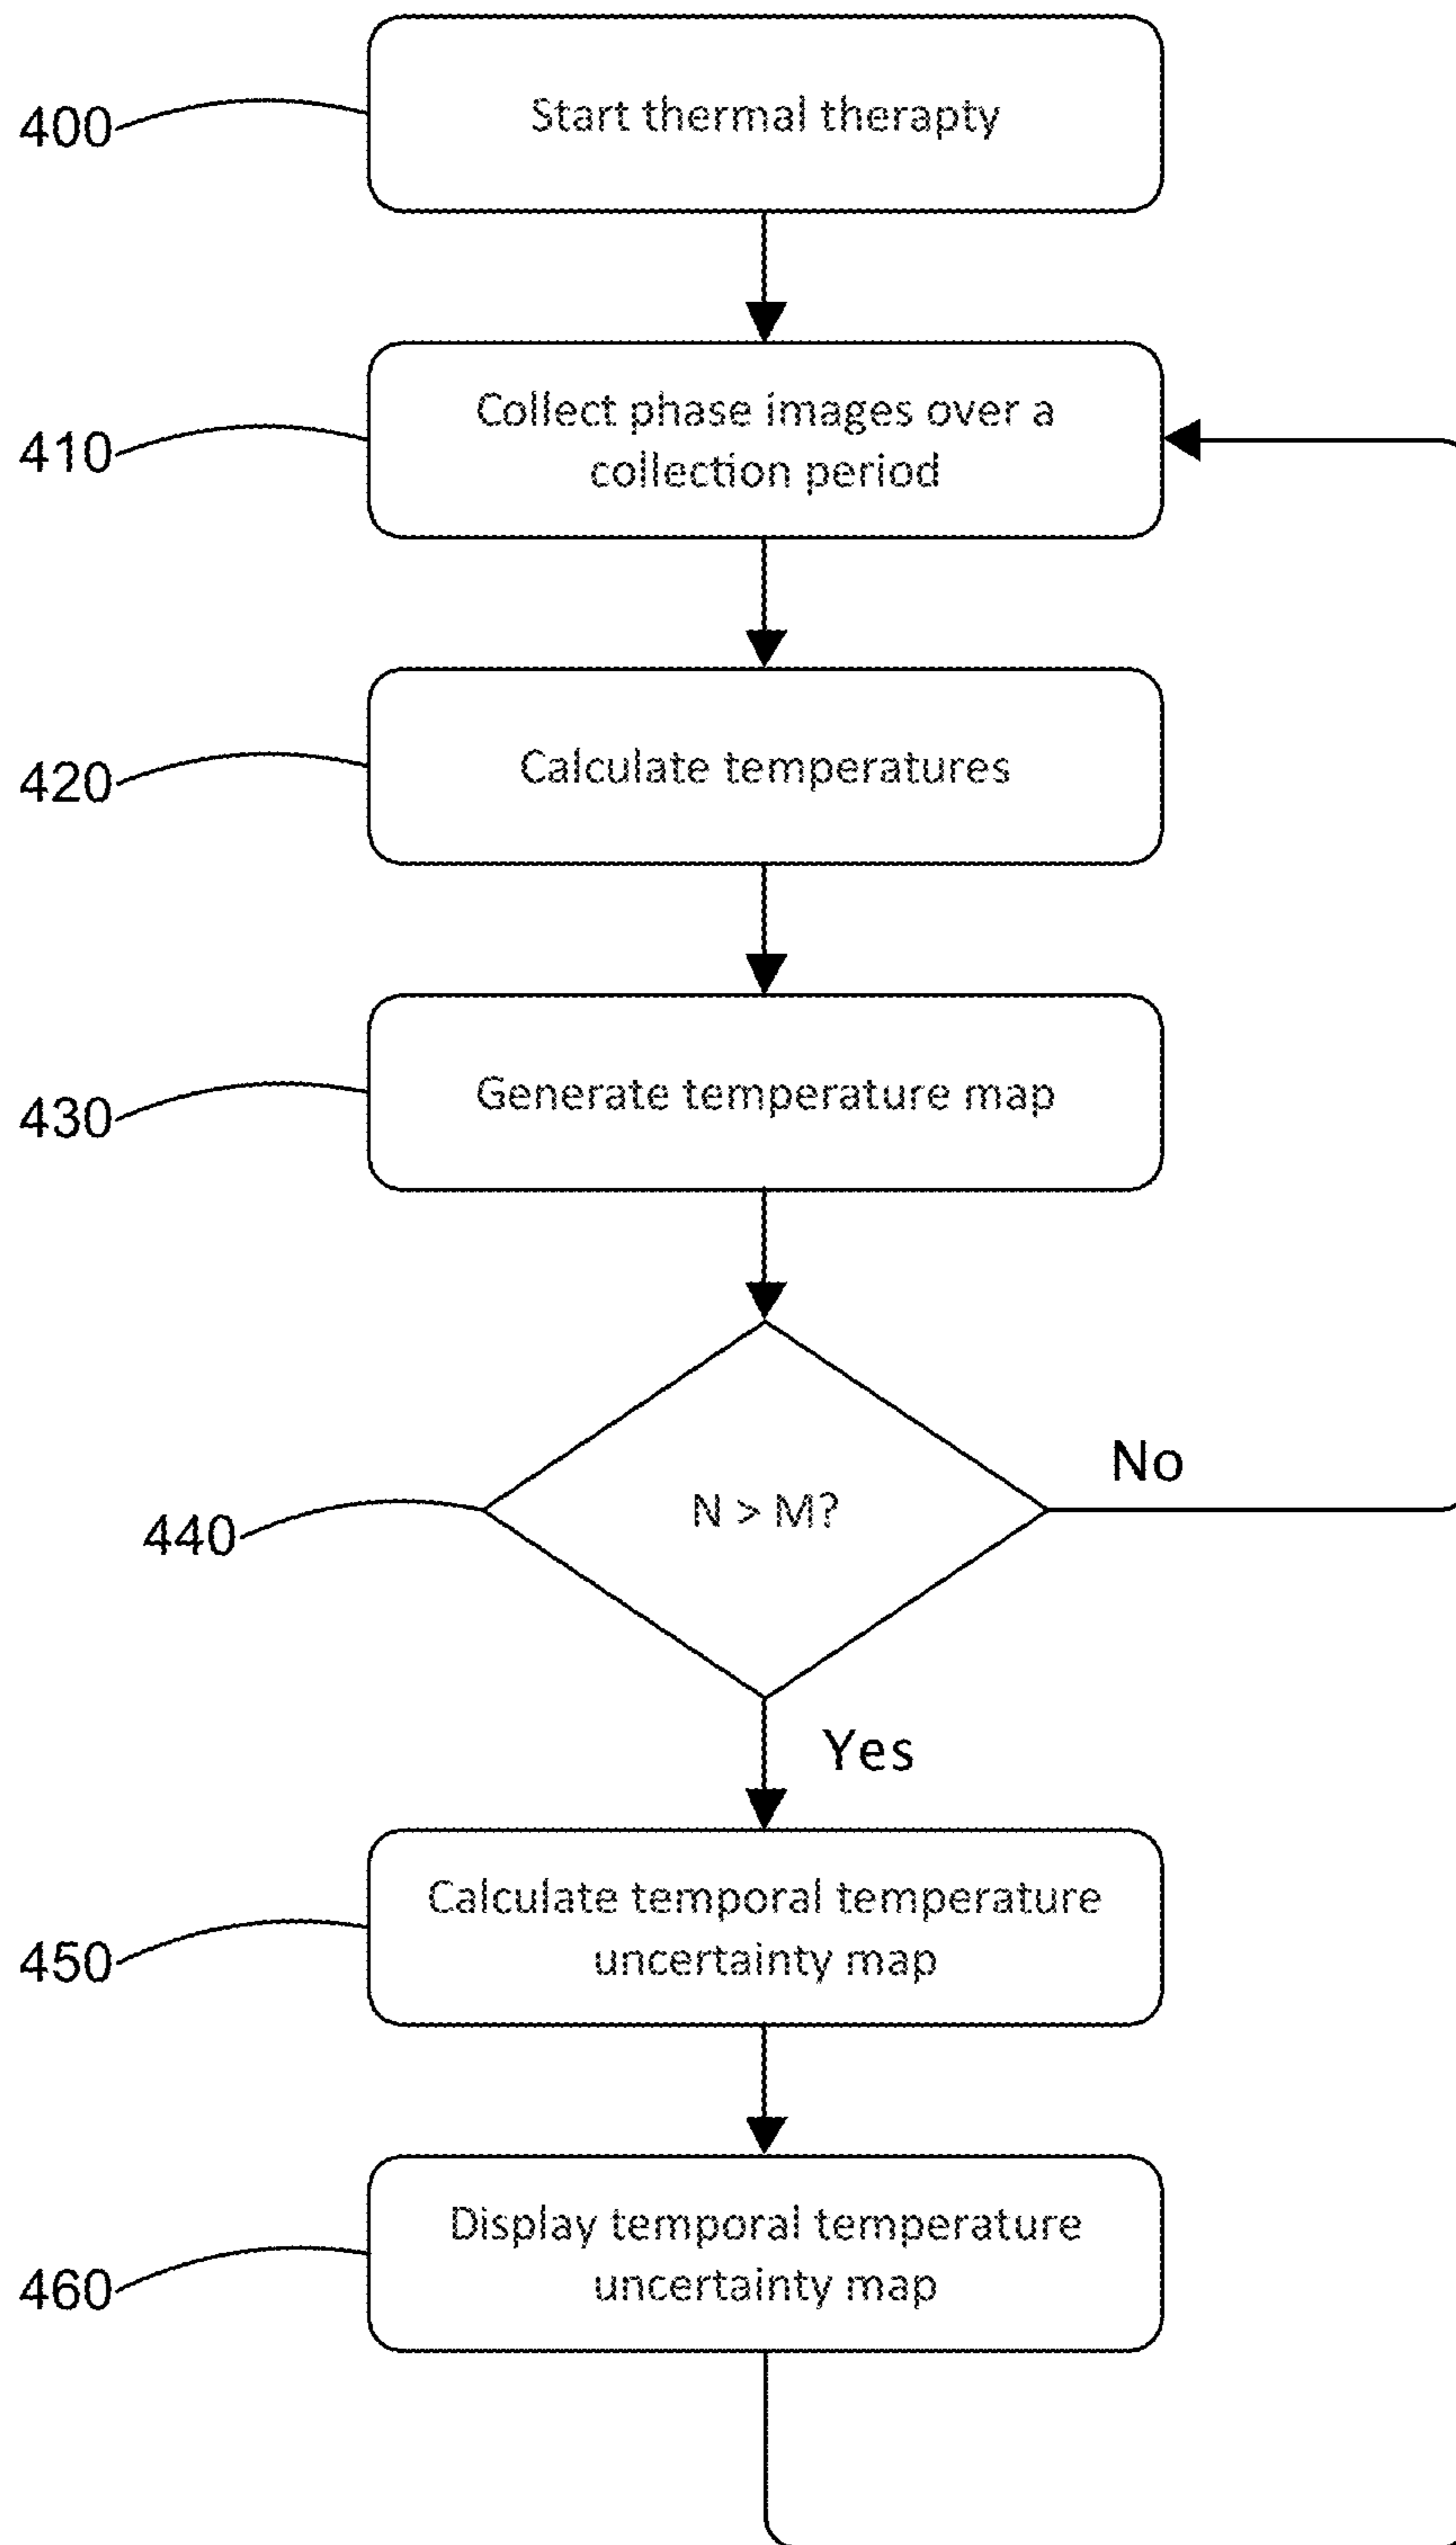 400
Start thermal therapty
410
Collect phase images over a
collection period
420
Calculate temperatures
430
Generate temperature map
440
N > M?
No
Yes
450
Calculate temporal temperature
uncertainty map
460
Display temporal temperature
uncertainty map